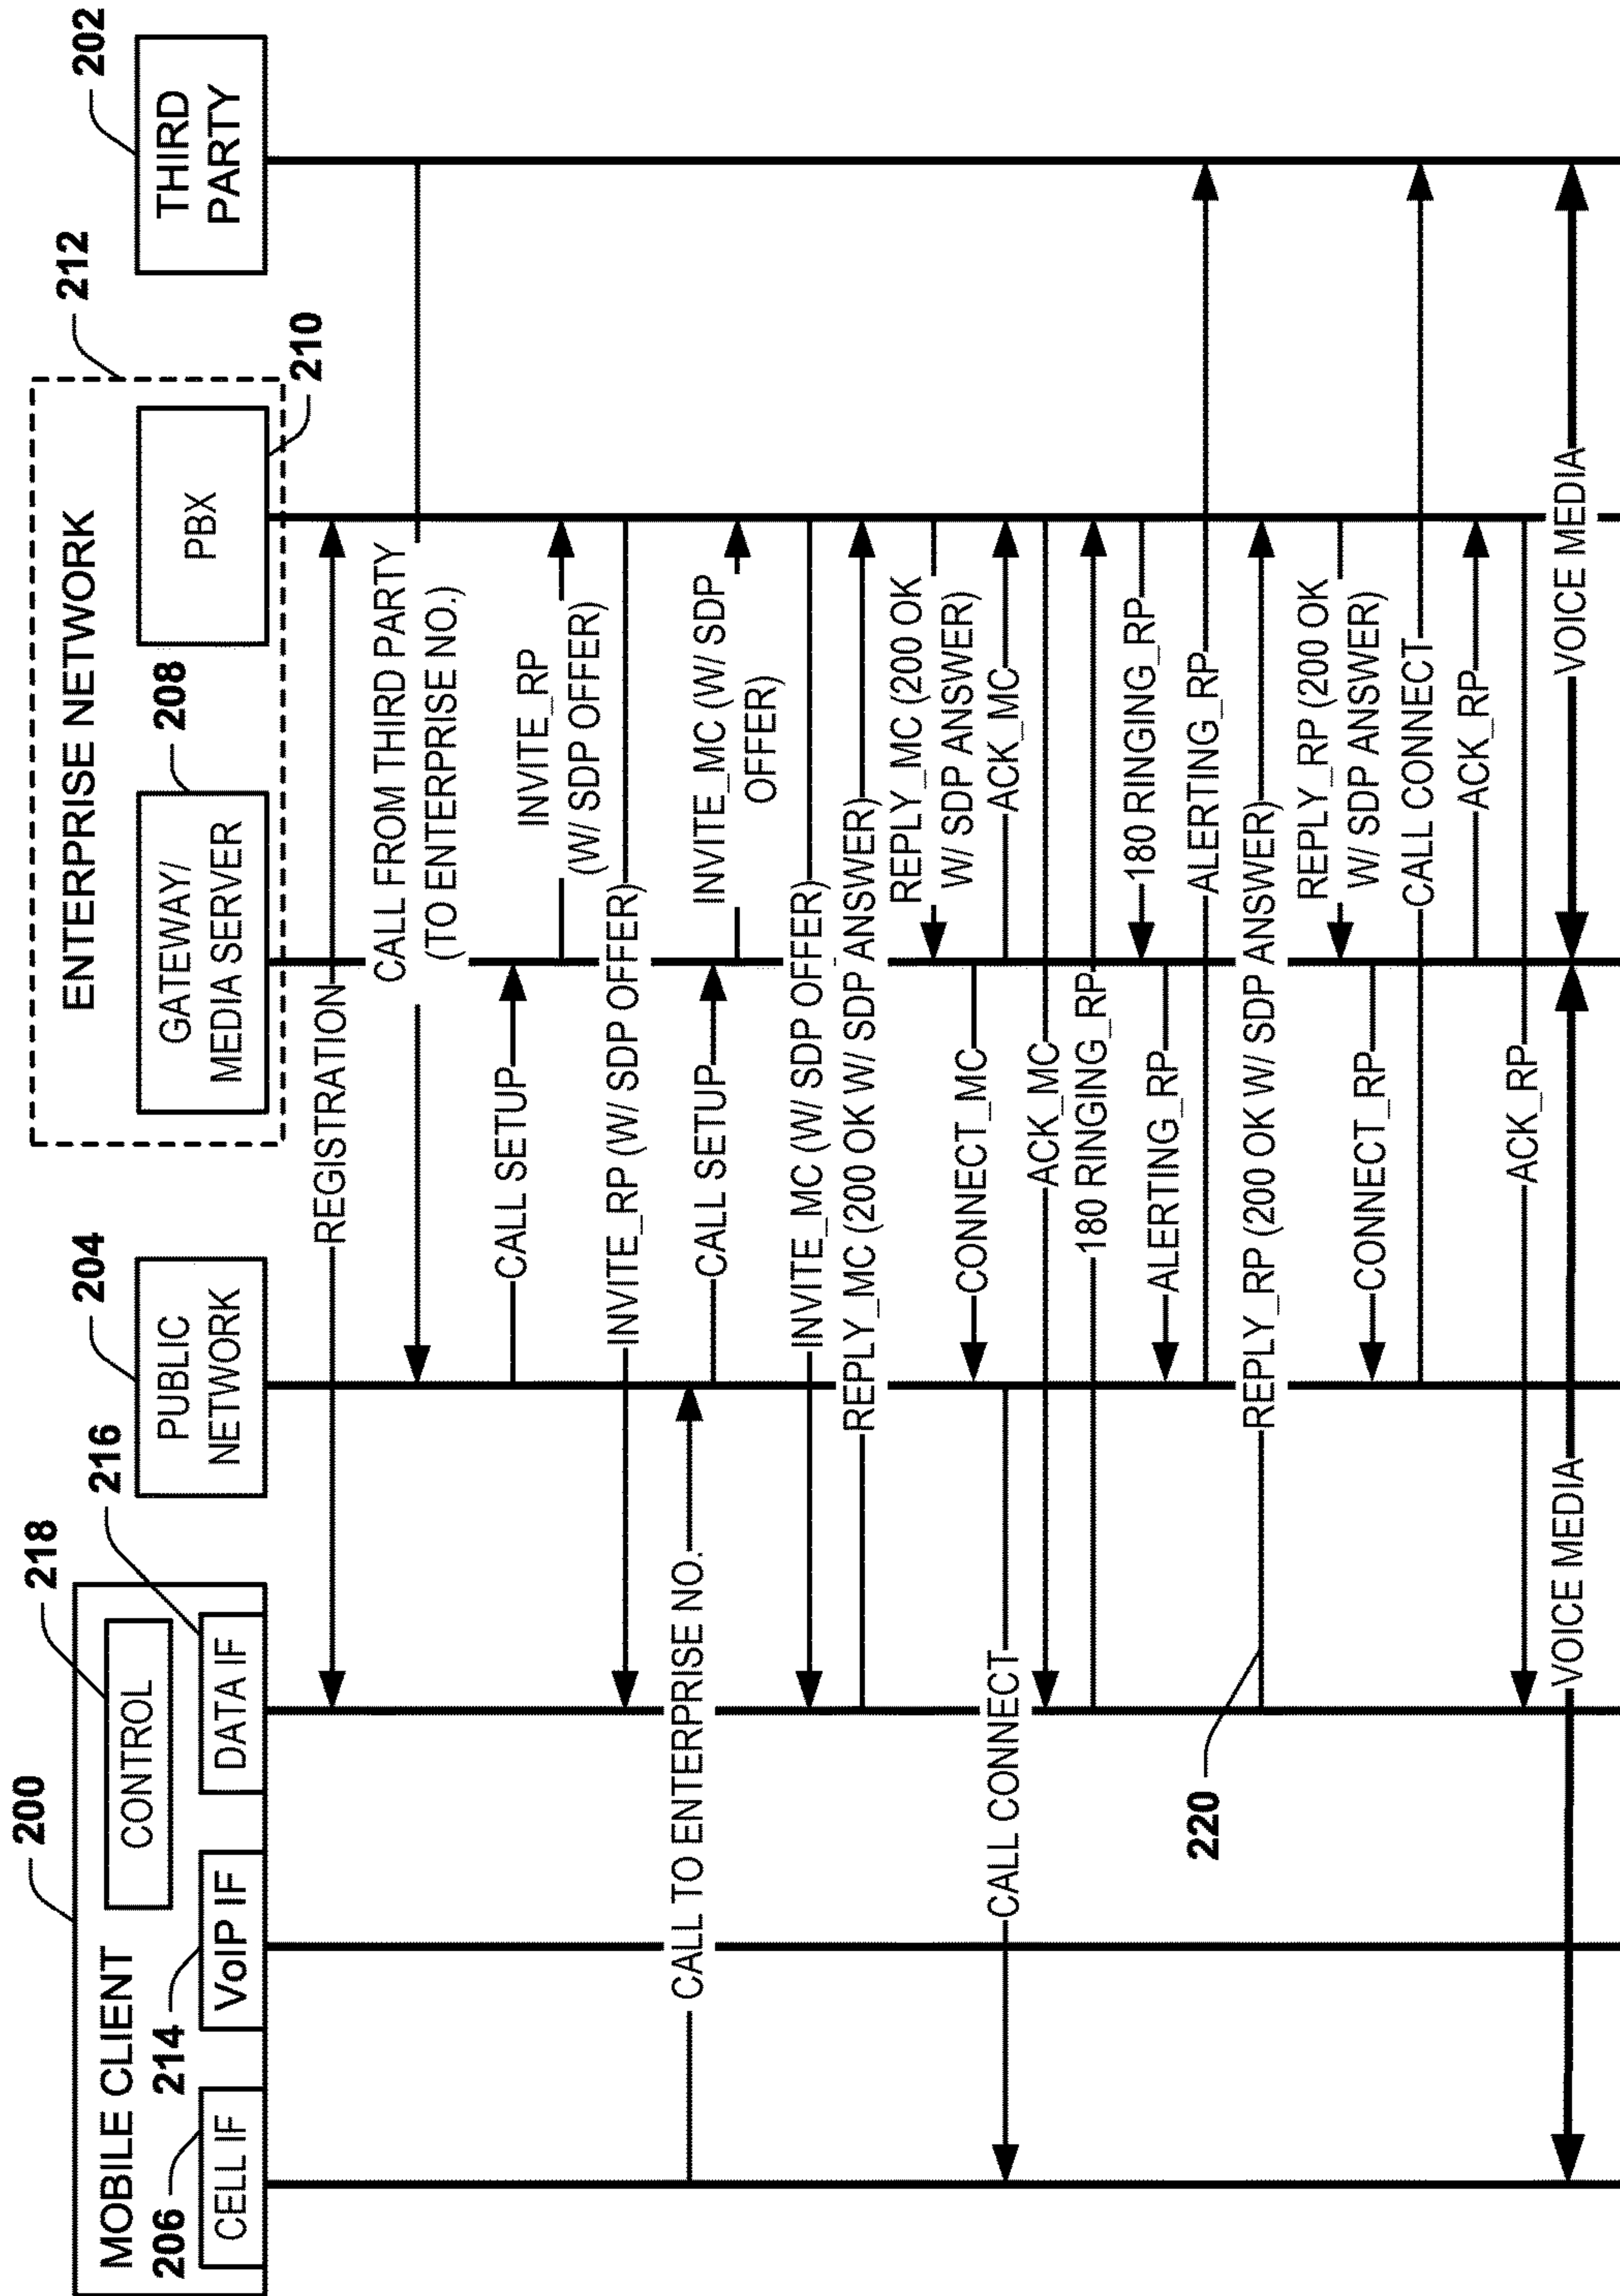 200
MOBILE CLIENT
218
CONTROL
206
CELL IF
214
VoIP IF
216
DATA IF
204
PUBLIC
NETWORK
212
ENTERPRISE NETWORK
208
GATEWAY/
MEDIA SERVER
210
PBX
202
THIRD
PARTY
REGISTRATION
CALL FROM THIRD PARTY
(TO ENTERPRISE NO.)
CALL SETUP
INVITE_RP
(W/ SDP OFFER)
INVITE_RP (W/ SDP OFFER)
CALL TO ENTERPRISE NO.
CALL SETUP
INVITE_MC (W/ SDP
OFFER)
INVITE_MC (W/ SDP OFFER)
REPLY_MC (200 OK W/ SDP ANSWER)
REPLY_MC (200 OK
W/ SDP ANSWER)
CONNECT_MC
CALL CONNECT
ACK_MC
ACK_MC
180 RINGING_RP
180 RINGING_RP
ALERTING_RP
ALERTING_RP
220
REPLY_RP (200 OK W/ SDP ANSWER)
REPLY_RP (200 OK
W/ SDP ANSWER)
CONNECT_RP
CALL CONNECT
ACK_RP
ACK_RP
VOICE MEDIA
VOICE MEDIA